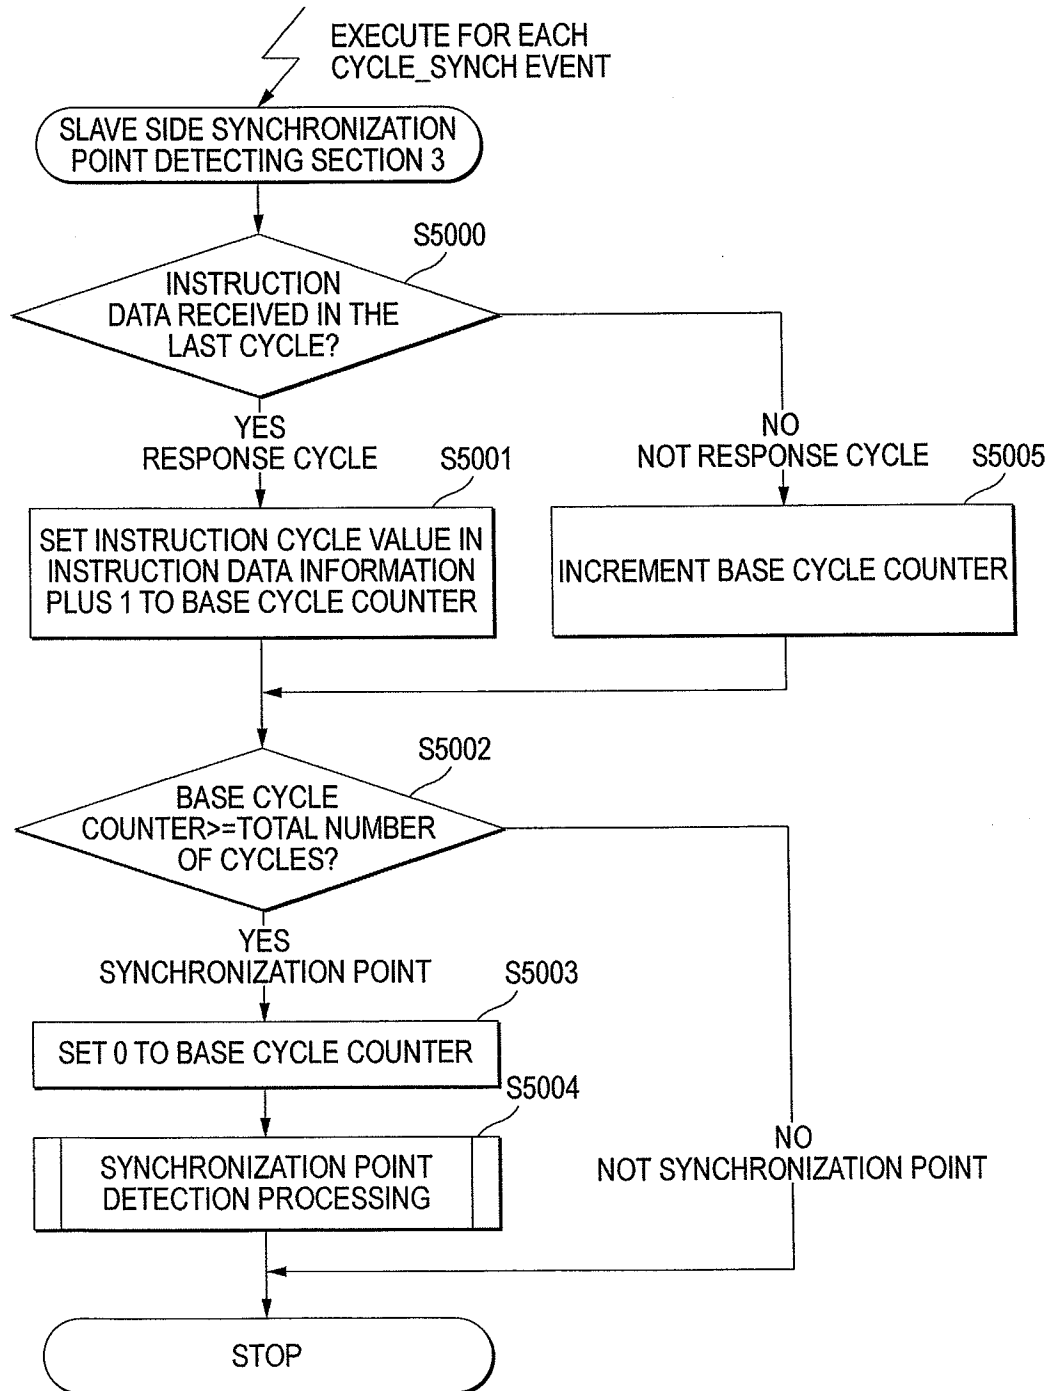 EXECUTE FOR EACH
CYCLE_SYNCH EVENT
SLAVE SIDE SYNCHRONIZATION
POINT DETECTING SECTION 3
S5000
INSTRUCTION
DATA RECEIVED IN THE
LAST CYCLE?
YES
RESPONSE CYCLE
NO
NOT RESPONSE CYCLE
S5001
SET INSTRUCTION CYCLE VALUE IN
INSTRUCTION DATA INFORMATION
PLUS 1 TO BASE CYCLE COUNTER
S5005
INCREMENT BASE CYCLE COUNTER
S5002
BASE CYCLE
COUNTER>=TOTAL NUMBER
OF CYCLES?
YES
SYNCHRONIZATION POINT
S5003
SET 0 TO BASE CYCLE COUNTER
S5004
SYNCHRONIZATION POINT
DETECTION PROCESSING
NO
NOT SYNCHRONIZATION POINT
STOP